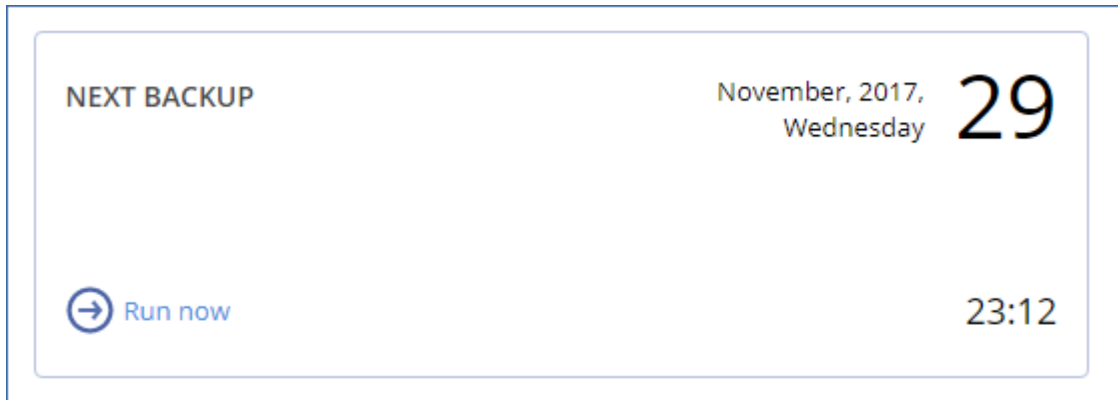 NEXT BACKUP
November, 2017,
Wednesday
29
Run now
23:12